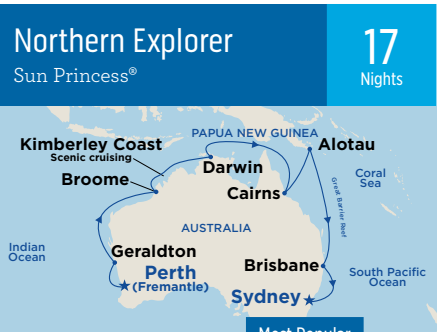 Northern Explorer
Sun Princess®
17
Nights
PAPUA NEW GUINEA
Kimberley Coast
Scenic cruising
Alotau
Darwin
Broome
Cairns
Coral
Sea
Great Barrier Reef
AUSTRALIA
Indian
Ocean
Geraldton
Perth
(Fremantle)
Brisbane
South Pacific
Ocean
Sydney
Most Popular